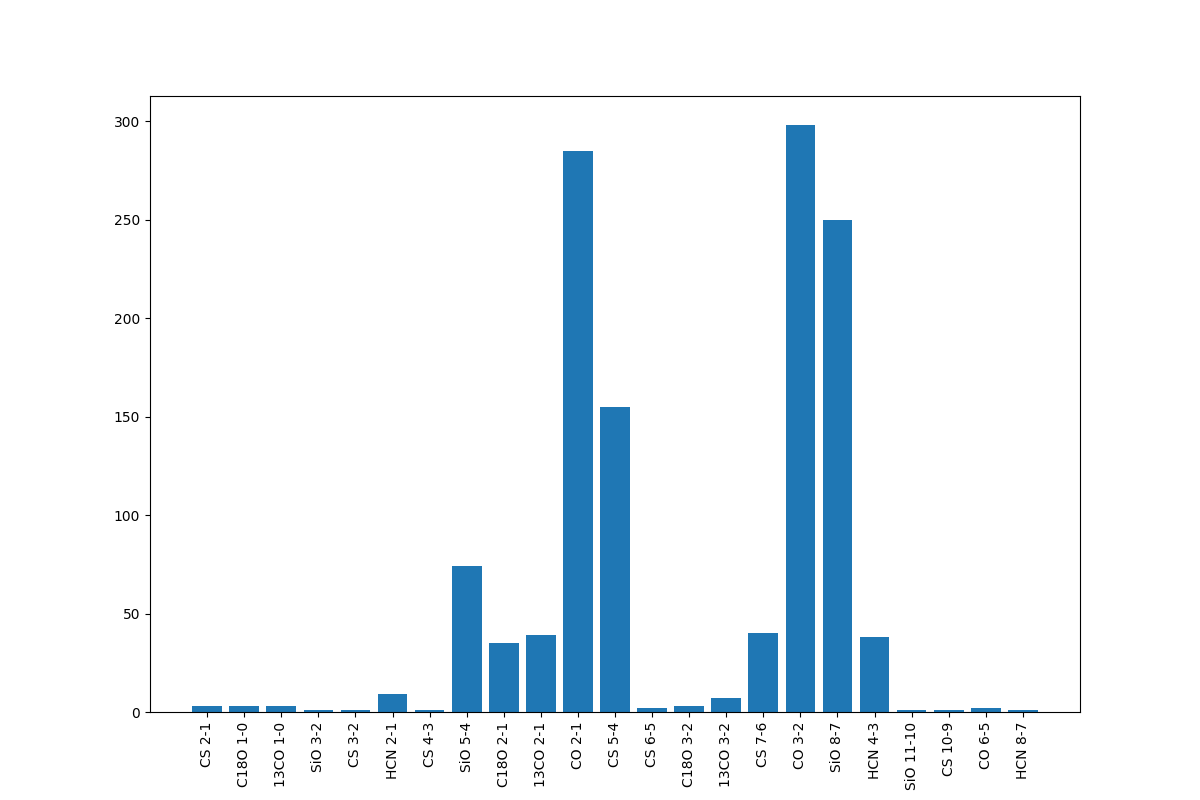 300
250
200
150
100
50
0
CS 2-1
C18O 1-0
13CO 1-0
SiO 3-2
CS 3-2
HCN 2-1
CS 4-3
SiO 5-4
C18O 2-1
13CO 2-1
CO 2-1
CS 5-4
CS 6-5
C18O 3-2
13CO 3-2
CS 7-6
CO 3-2
SiO 8-7
HCN 4-3
SiO 11-10
CS 10-9
CO 6-5
HCN 8-7